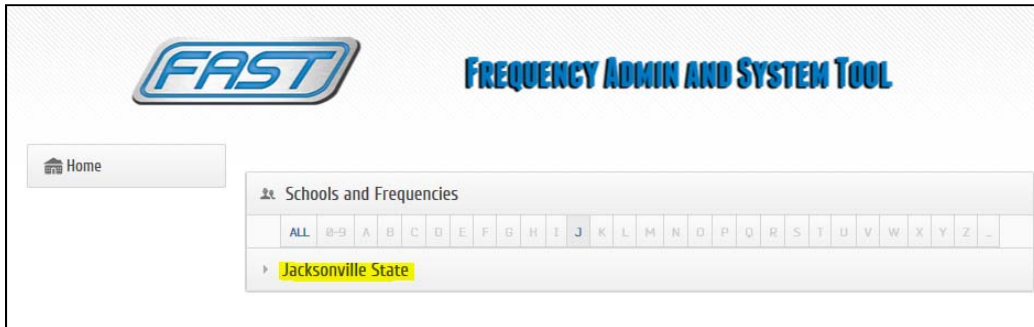 FAST
FREQUENCY ADMIN AND SYSTEM TOOL
Home
Schools and Frequencies
ALL 0-9 A B C D E F G H I J K L M N O P Q R S T U V W X Y Z _
Jacksonville State